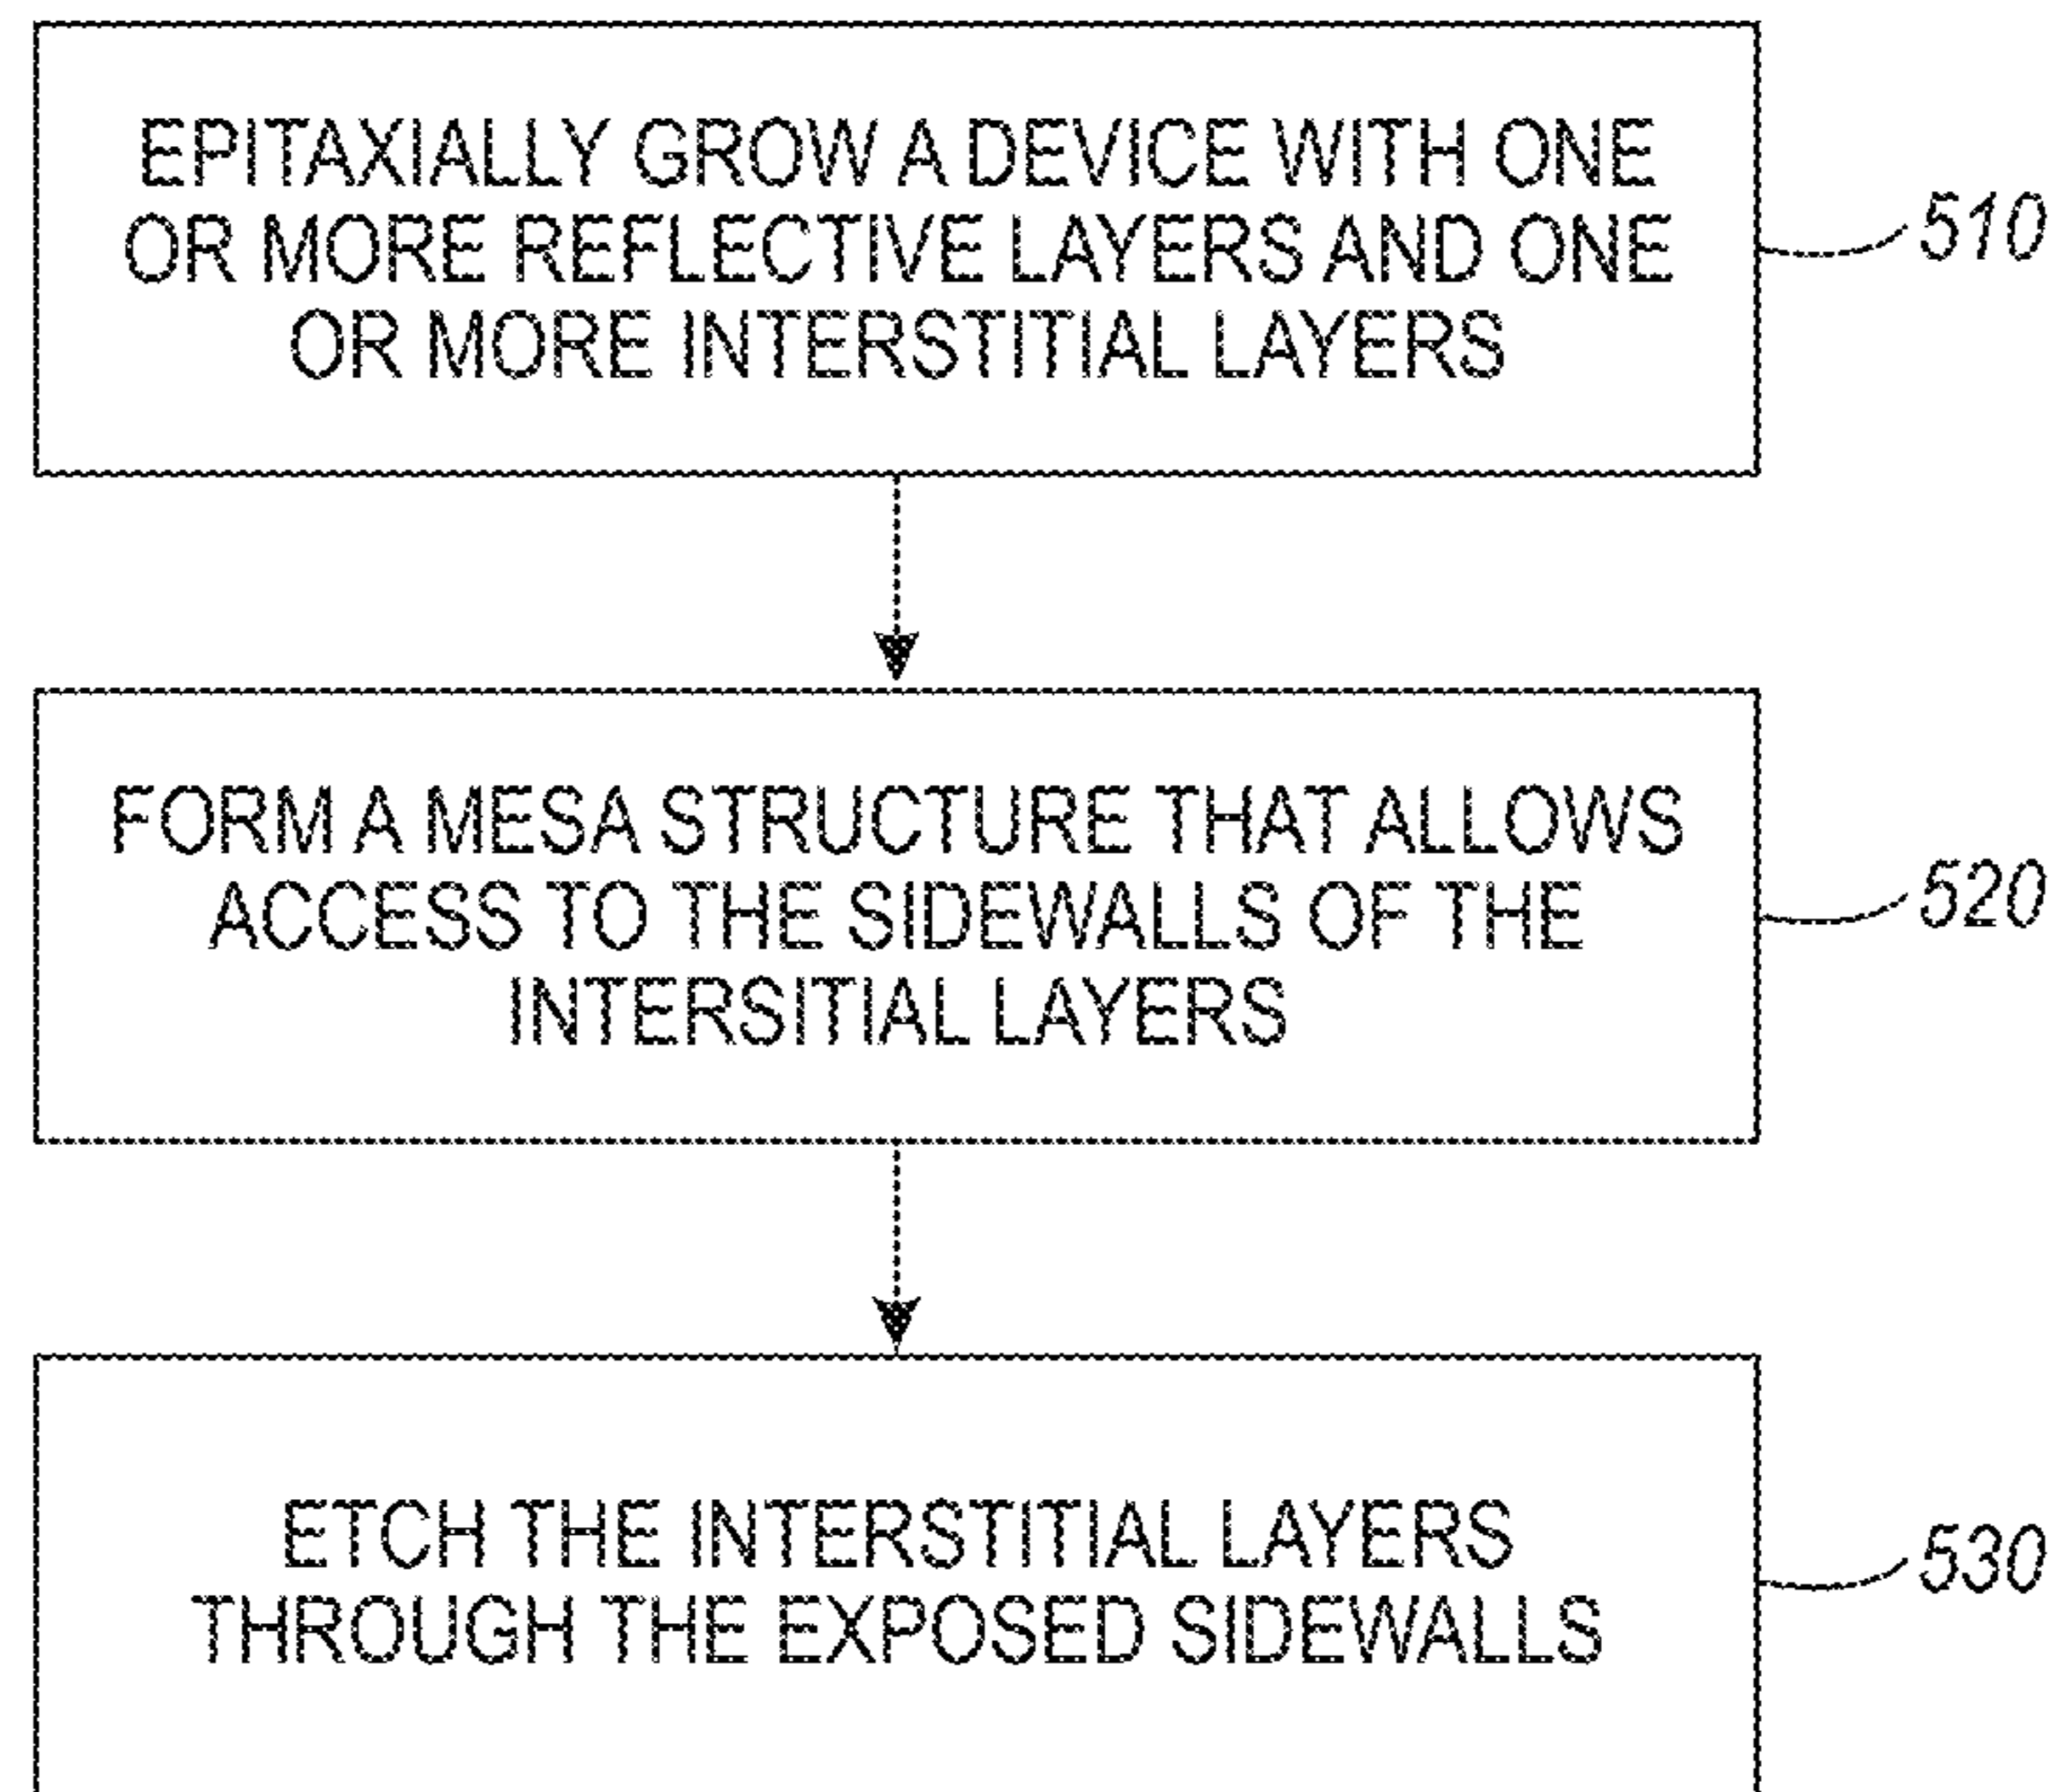 EPITAXIALLY GROW A DEVICE WITH ONE
OR MORE REFLECTIVE LAYERS AND ONE
OR MORE INTERSTITIAL LAYERS
510
FORM A MESA STRUCTURE THAT ALLOWS
ACCESS TO THE SIDEWALLS OF THE
INTERSITIAL LAYERS
520
ETCH THE INTERSTITIAL LAYERS
THROUGH THE EXPOSED SIDEWALLS
530